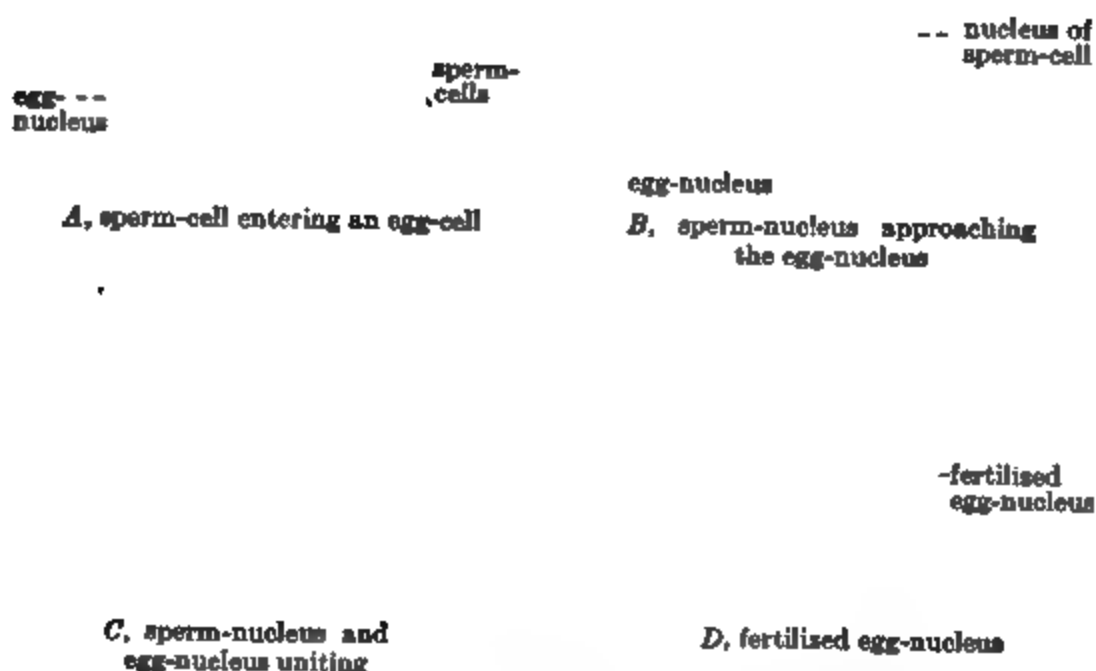 egg-
nucleus
sperm-
cells
nucleus of
sperm-cell
A, sperm-cell entering an egg-cell
egg-nucleus
B, sperm-nucleus approaching
the egg-nucleus
fertilised
egg-nucleus
C, sperm-nucleus and
egg-nucleus uniting
D, fertilized egg-nucleus